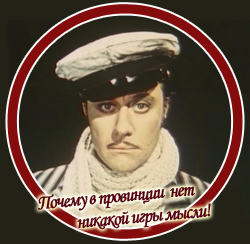 Почему в провинции нет
никакой игры мысли!